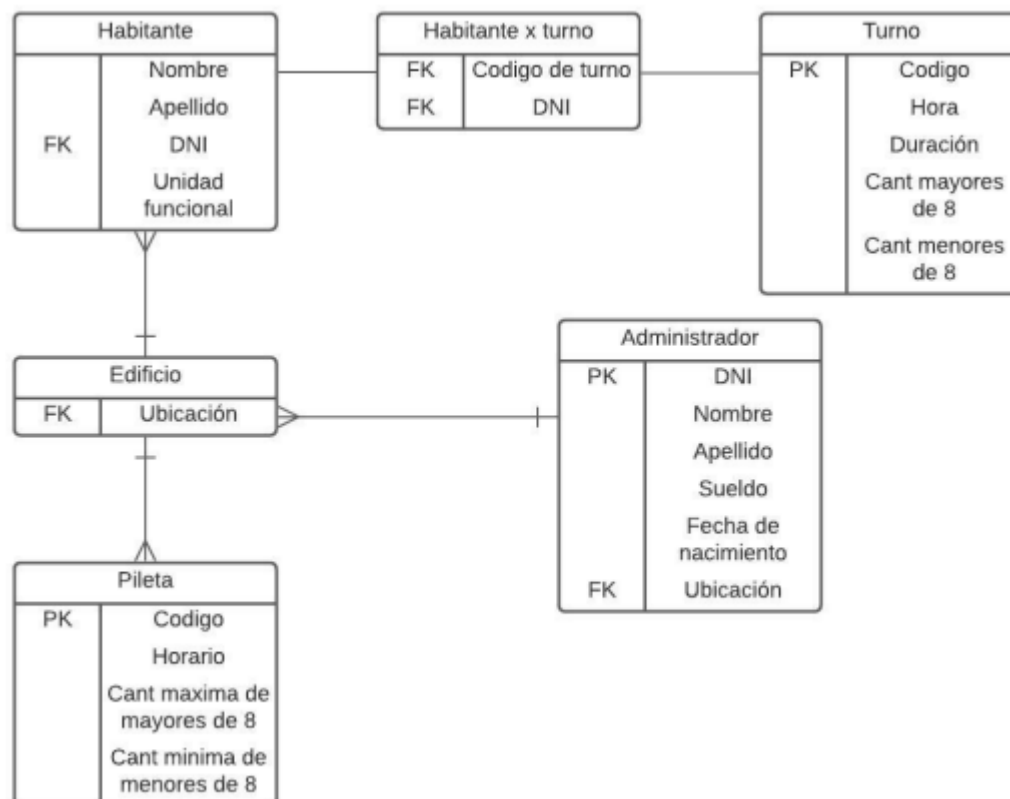 Habitante
Nombre
Apellido
FK DNI
Unidad
funcional
Habitante x turno
FK Codigo de turno
FK DNI
Turno
PK Codigo
Hora
Duración
Cant mayores
de 8
Cant menores
de 8
Edificio
FK Ubicación
Administrador
PK DNI
Nombre
Apellido
Sueldo
Fecha de
nacimiento
FK Ubicación
Pileta
PK Codigo
Horario
Cant maxima de
mayores de 8
Cant minima de
menores de 8